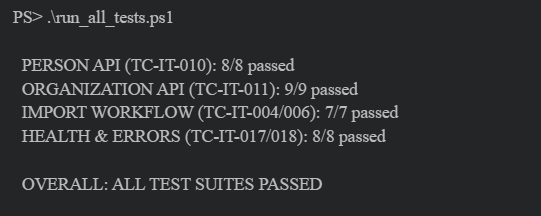 PS> .\run_all_tests.ps1
PERSON API (TC-IT-010): 8/8 passed
ORGANIZATION API (TC-IT-011): 9/9 passed
IMPORT WORKFLOW (TC-IT-004/006): 7/7 passed
HEALTH & ERRORS (TC-IT-017/018): 8/8 passed
OVERALL: ALL TEST SUITES PASSED